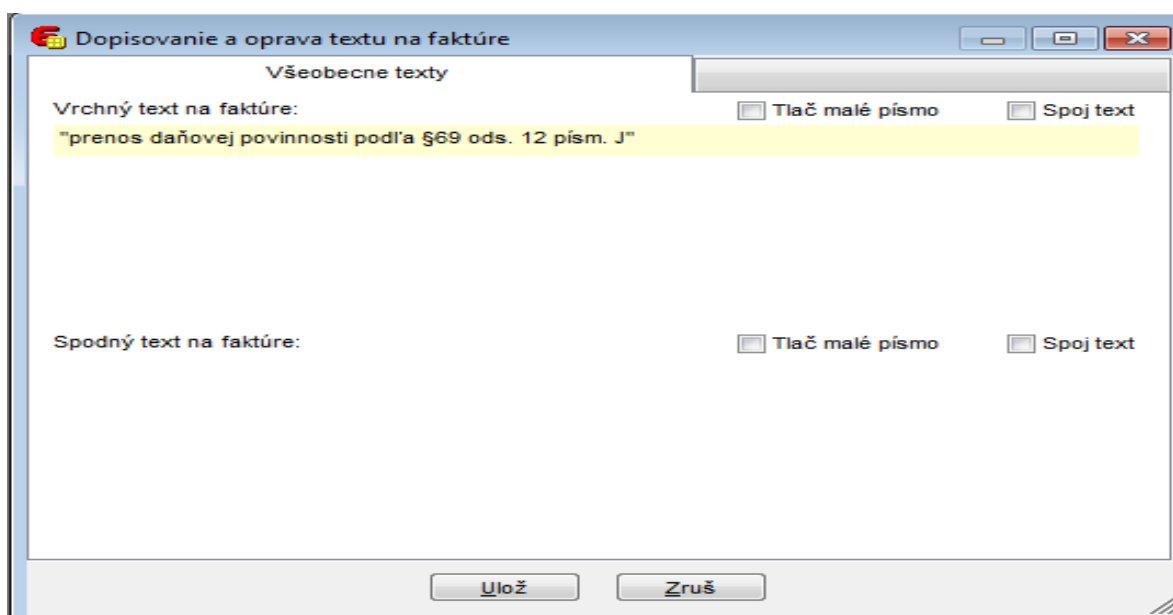 Dopisovanie a oprava textu na faktúre
Všeobecne texty
Vrchný text na faktúre: Tlač malé písmo Spoj text
"prenos daňovej povinnosti podľa §69 ods. 12 písm. J"
Spodný text na faktúre: Tlač malé písmo Spoj text
Ulož Zruš